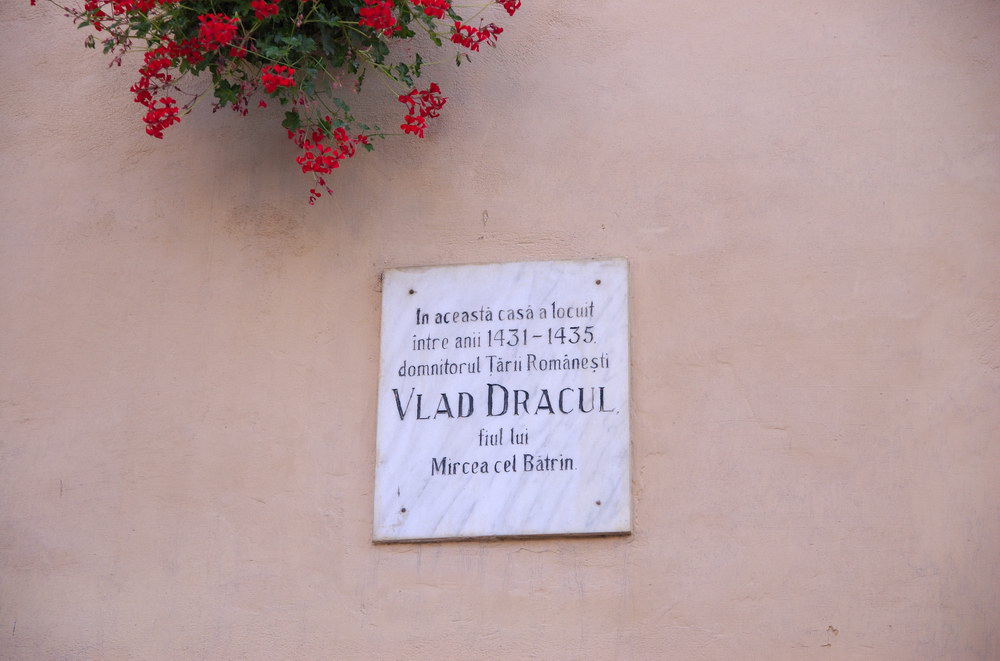 In această casă a locuit
între anii 1431-1435,
domnitorul Țării Românești
VLAD DRACUL,
fiul lui
Mircea cel Bătrîn.